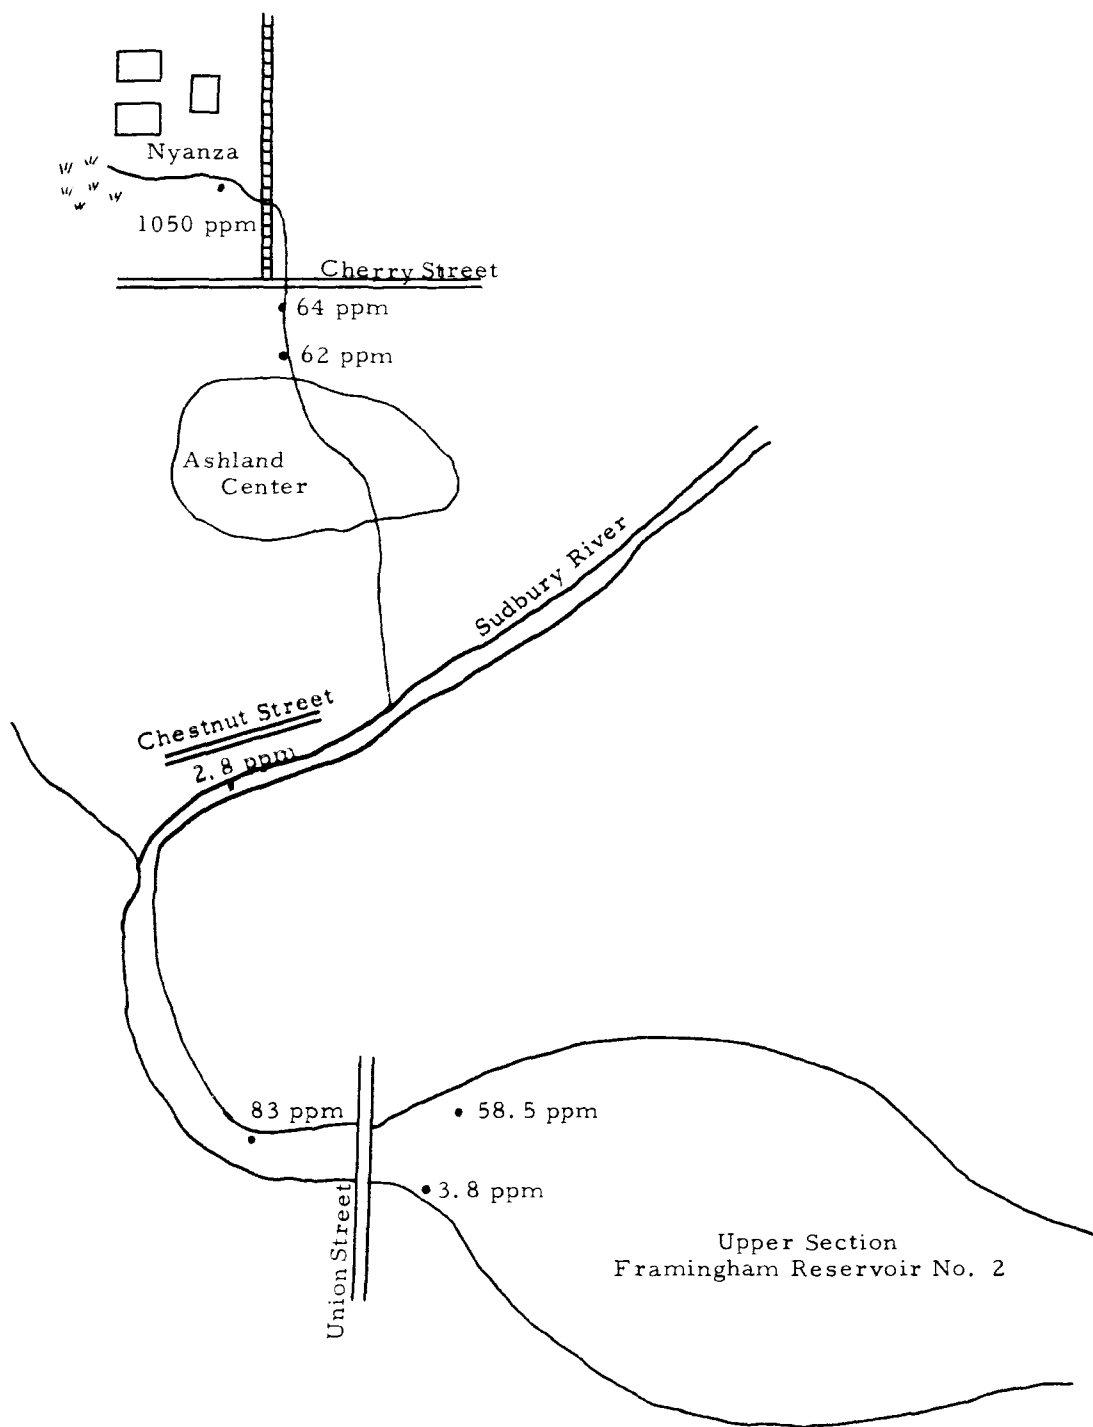 Nyanza
1050 ppm
Cherry Street
64 ppm
62 ppm
Ashland
Center
Sudbury River
Chestnut Street
2.8 ppm
83 ppm
58.5 ppm
3.8 ppm
Union Street
Upper Section
Framingham Reservoir No. 2